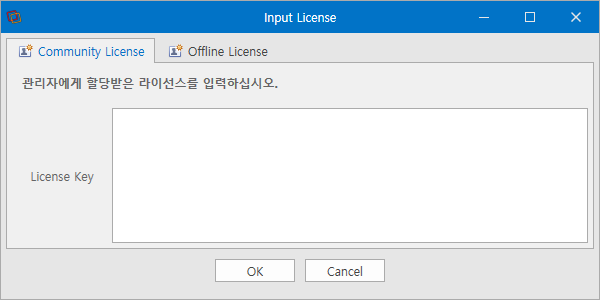 Input License
Community License
Offline License
관리자에게 할당받은 라이선스를 입력하십시오.
License Key
OK
Cancel